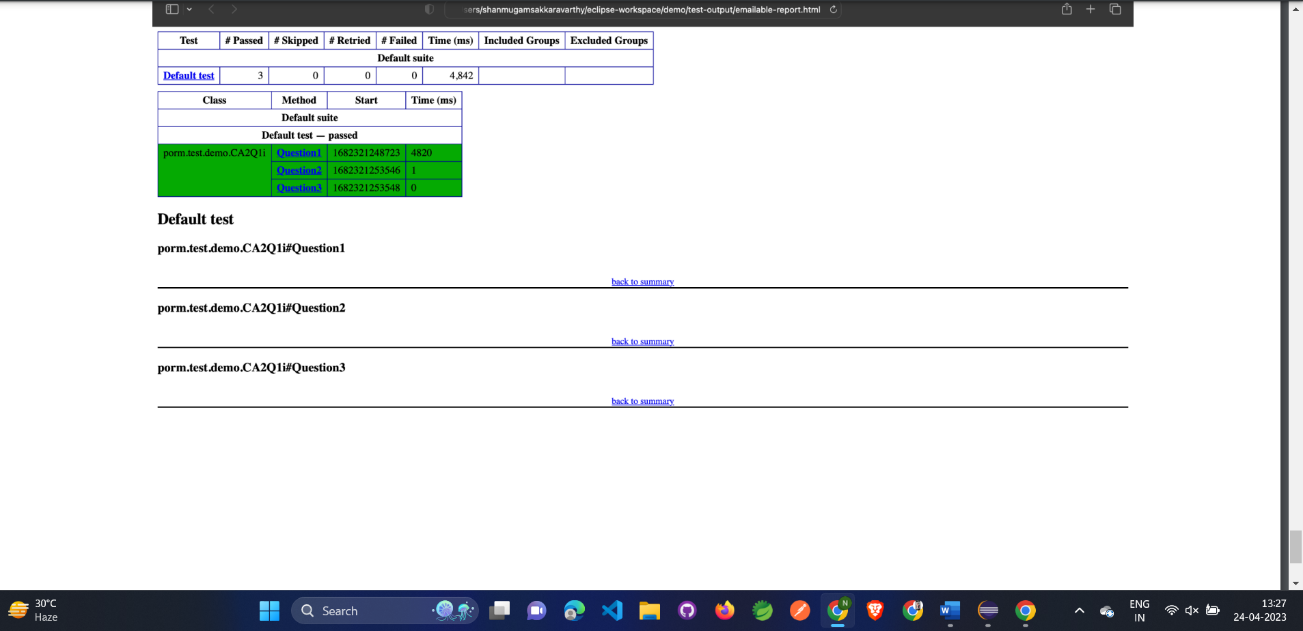 sers/shanmugamsakkaravarthy/eclipse-workspace/demo/test-output/emailable-report.html
Test # Passed # Skipped # Retried # Failed Time (ms) Included Groups Excluded Groups
Default suite
Default test 3 0 0 0 4,842
Class Method Start Time (ms)
Default suite
Default test — passed
porm.test.demo.CA2Q1i Question1 1682321248723 4820
Question2 1682321253546 1
Question3 1682321253548 0
Default test
porm.test.demo.CA2Q1i#Question1
back to summary
porm.test.demo.CA2Q1i#Question2
back to summary
porm.test.demo.CA2Q1i#Question3
back to summary
30°C
Haze
Search
N
W
ENG
IN
13:27
24-04-2023